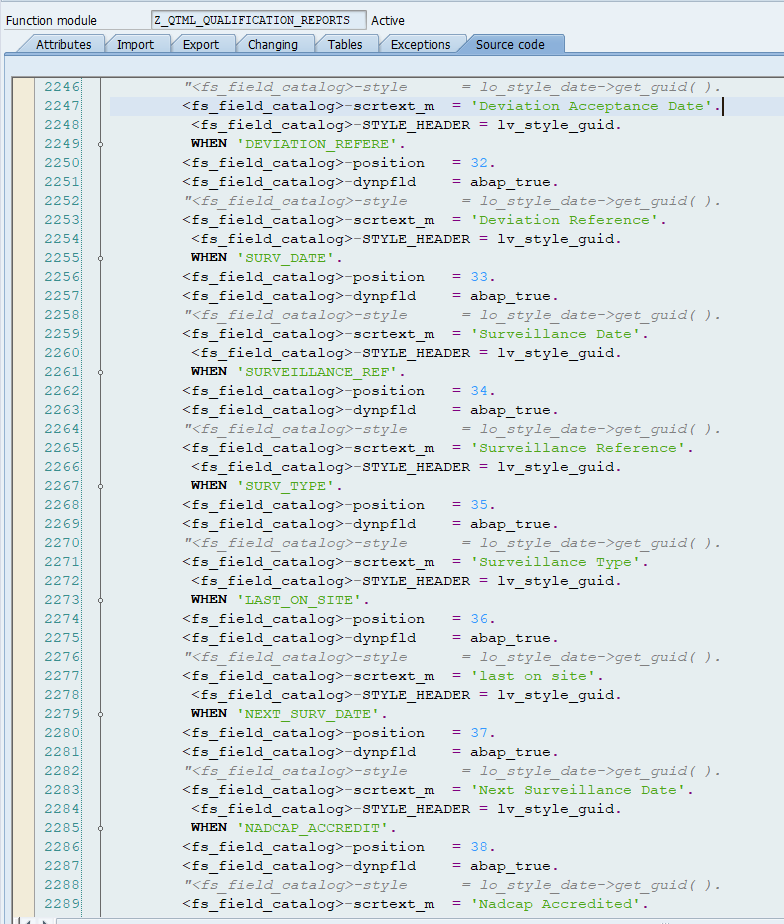 Function module Z_QTML_QUALIFICATION_REPORTS Active
Attributes Import Export Changing Tables Exceptions Source code
2246 "<fs_field_catalog>-style = lo_style_date->get_guid( ).
2247 <fs_field_catalog>-scrtext_m = 'Deviation Acceptance Date'.
2248 <fs_field_catalog>-STYLE_HEADER = lv_style_guid.
2249 WHEN 'DEVIATION_REFERE'.
2250 <fs_field_catalog>-position = 32.
2251 <fs_field_catalog>-dynpfld = abap_true.
2252 "<fs_field_catalog>-style = lo_style_date->get_guid( ).
2253 <fs_field_catalog>-scrtext_m = 'Deviation Reference'.
2254 <fs_field_catalog>-STYLE_HEADER = lv_style_guid.
2255 WHEN 'SURV_DATE'.
2256 <fs_field_catalog>-position = 33.
2257 <fs_field_catalog>-dynpfld = abap_true.
2258 "<fs_field_catalog>-style = lo_style_date->get_guid( ).
2259 <fs_field_catalog>-scrtext_m = 'Surveillance Date'.
2260 <fs_field_catalog>-STYLE_HEADER = lv_style_guid.
2261 WHEN 'SURVEILLANCE_REF'.
2262 <fs_field_catalog>-position = 34.
2263 <fs_field_catalog>-dynpfld = abap_true.
2264 "<fs_field_catalog>-style = lo_style_date->get_guid( ).
2265 <fs_field_catalog>-scrtext_m = 'Surveillance Reference'.
2266 <fs_field_catalog>-STYLE_HEADER = lv_style_guid.
2267 WHEN 'SURV_TYPE'.
2268 <fs_field_catalog>-position = 35.
2269 <fs_field_catalog>-dynpfld = abap_true.
2270 "<fs_field_catalog>-style = lo_style_date->get_guid( ).
2271 <fs_field_catalog>-scrtext_m = 'Surveillance Type'.
2272 <fs_field_catalog>-STYLE_HEADER = lv_style_guid.
2273 WHEN 'LAST_ON_SITE'.
2274 <fs_field_catalog>-position = 36.
2275 <fs_field_catalog>-dynpfld = abap_true.
2276 "<fs_field_catalog>-style = lo_style_date->get_guid( ).
2277 <fs_field_catalog>-scrtext_m = 'last on site'.
2278 <fs_field_catalog>-STYLE_HEADER = lv_style_guid.
2279 WHEN 'NEXT_SURV_DATE'.
2280 <fs_field_catalog>-position = 37.
2281 <fs_field_catalog>-dynpfld = abap_true.
2282 "<fs_field_catalog>-style = lo_style_date->get_guid( ).
2283 <fs_field_catalog>-scrtext_m = 'Next Surveillance Date'.
2284 <fs_field_catalog>-STYLE_HEADER = lv_style_guid.
2285 WHEN 'NADCAP_ACCREDIT'.
2286 <fs_field_catalog>-position = 38.
2287 <fs_field_catalog>-dynpfld = abap_true.
2288 "<fs_field_catalog>-style = lo_style_date->get_guid( ).
2289 <fs_field_catalog>-scrtext_m = 'Nadcap Accredited'.